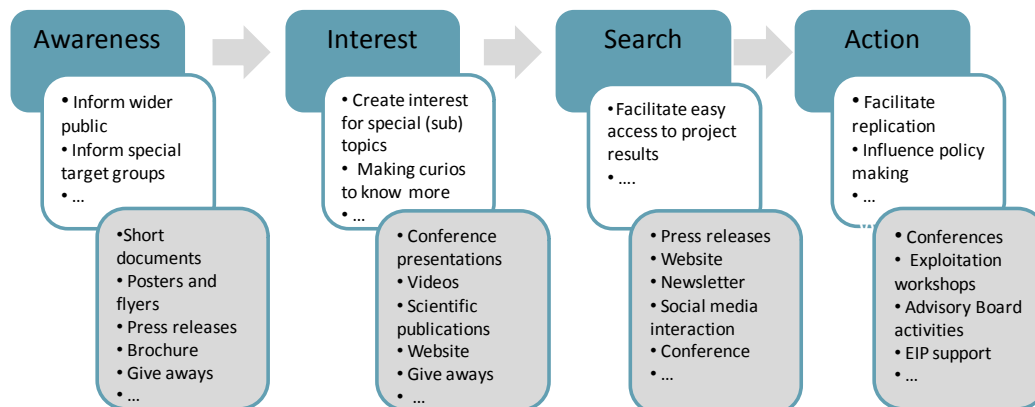 Awareness
• Inform wider
public
• Inform special
target groups
• ...
•Short
documents
• Posters and
flyers
• Press releases
• Brochure
• Give aways
• ...
Interest
• Create interest
for special (sub)
topics
• Making curios
to know more
• ...
• Conference
presentations
• Videos
• Scientific
publications
• Website
• Give aways
• ...
Search
•Facilitate easy
access to project
results
• ....
• Press releases
• Website
• Newsletter
• Social media
interaction
• Conference
• ...
Action
• Facilitate
replication
• Influence policy
making
• ...
• Conferences
• Exploitation
workshops
• Advisory Board
activities
• EIP support
• ...